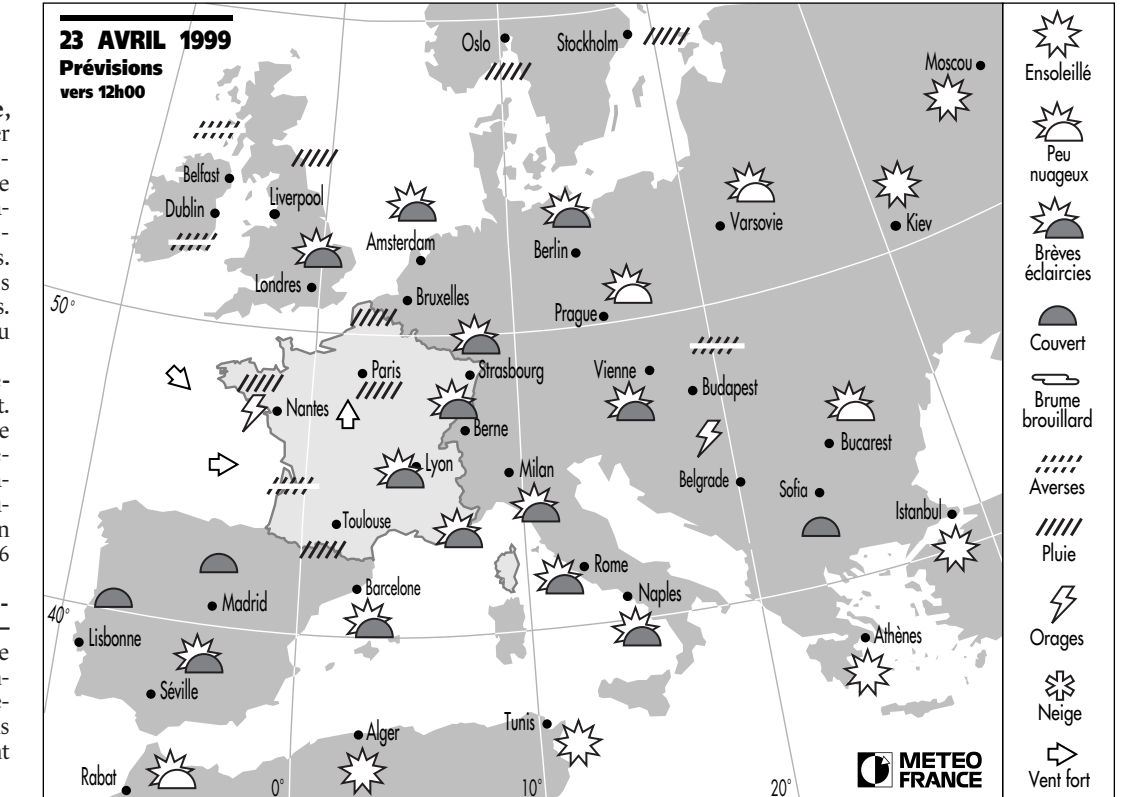 23 AVRIL 1999
Prévisions
vers 12h00
Oslo
Stockholm
Moscou
Belfast
Liverpool
Dublin
Amsterdam
Berlin
Varsovie
Kiev
Londres
Bruxelles
Prague
50°
Paris
Strasbourg
Vienne
Budapest
Nantes
Berne
Bucarest
Lyon
Milan
Belgrade
Sofia
Istanbul
Toulouse
Rome
Barcelone
Naples
Madrid
40°
Lisbonne
Athènes
Séville
Tunis
Alger
Rabat
0°
10°
20°
METEO
FRANCE
Ensoleillé
Peu
nuageux
Brèves
éclaircies
Couvert
Brume
brouillard
Averses
Pluie
Orages
Neige
Vent fort